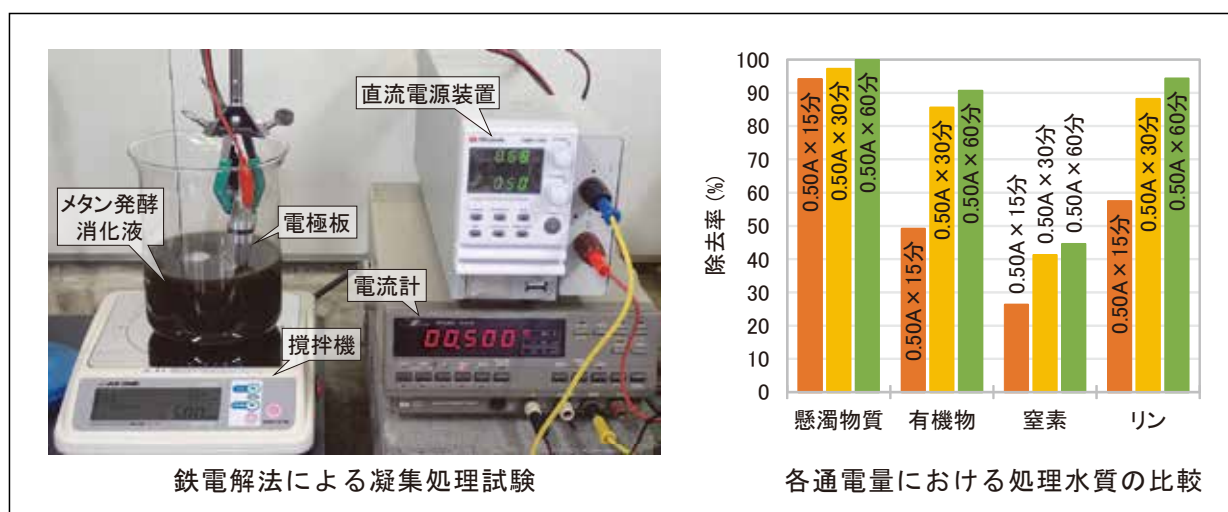 直流電源装置
メタン発酵
消化液
電極板
電流計
撹拌機
0.50
00.500
鉄電解法による凝集処理試験
除去率 (%)
100
90
80
70
60
50
40
30
20
10
0
0.50A×15分
0.50A×30分
0.50A×60分
0.50A×15分
0.50A×30分
0.50A×60分
0.50A×15分
0.50A×30分
0.50A×60分
0.50A×15分
0.50A×30分
0.50A×60分
懸濁物質
有機物
窒素
リン
各通電量における処理水質の比較